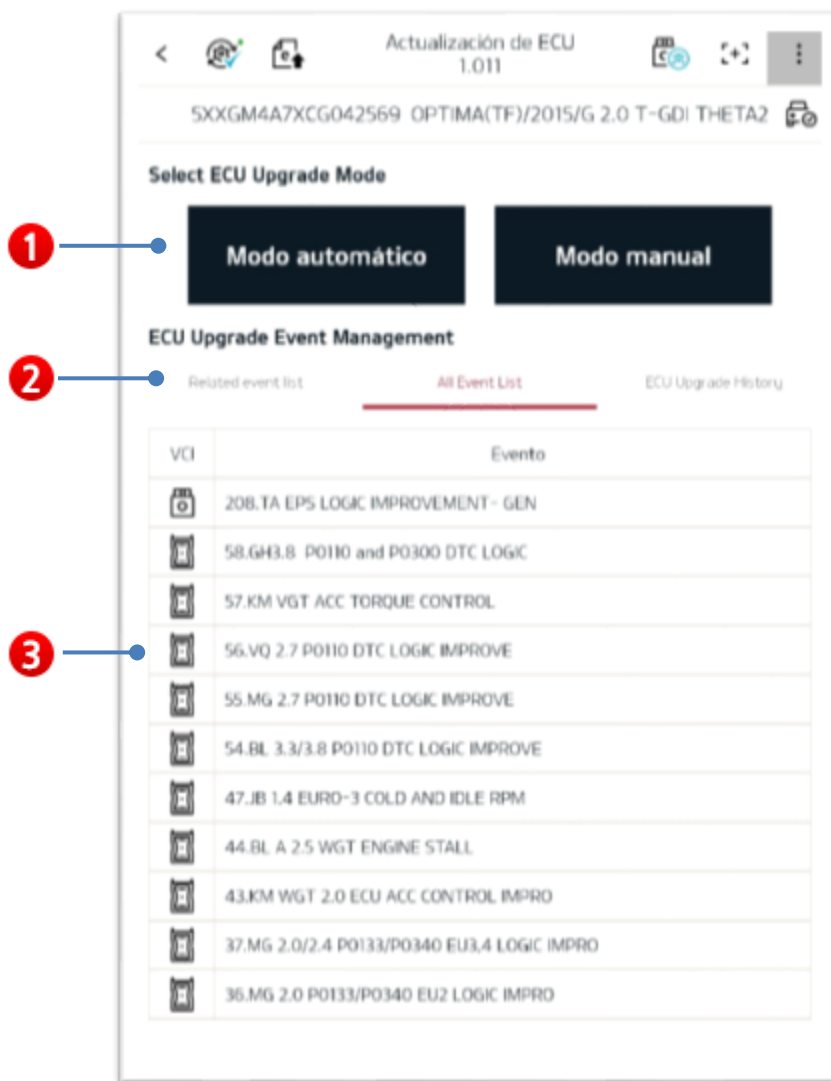 Actualización de ECU
1.011
5XXGM4A7XCG042569 OPTIMA(TF)/2015/G 2.0 T-GDI THETA2
Select ECU Upgrade Mode
1
Modo automático
Modo manual
ECU Upgrade Event Management
2
Related event list
All Event List
ECU Upgrade History
VCI
Evento
208.TA EPS LOGIC IMPROVEMENT- GEN
58.GH3.8 P0110 and P0300 DTC LOGIC
57.KM VGT ACC TORQUE CONTROL
3
56.VQ 2.7 P0110 DTC LOGIC IMPROVE
55.MG 2.7 P0110 DTC LOGIC IMPROVE
54.BL 3.3/3.8 P0110 DTC LOGIC IMPROVE
47.JB 1.4 EURO-3 COLD AND IDLE RPM
44.BL A 2.5 WGT ENGINE STALL
43.KM WGT 2.0 ECU ACC CONTROL IMPRO
37.MG 2.0/2.4 P0133/P0340 EU3,4 LOGIC IMPRO
36.MG 2.0 P0133/P0340 EU2 LOGIC IMPRO